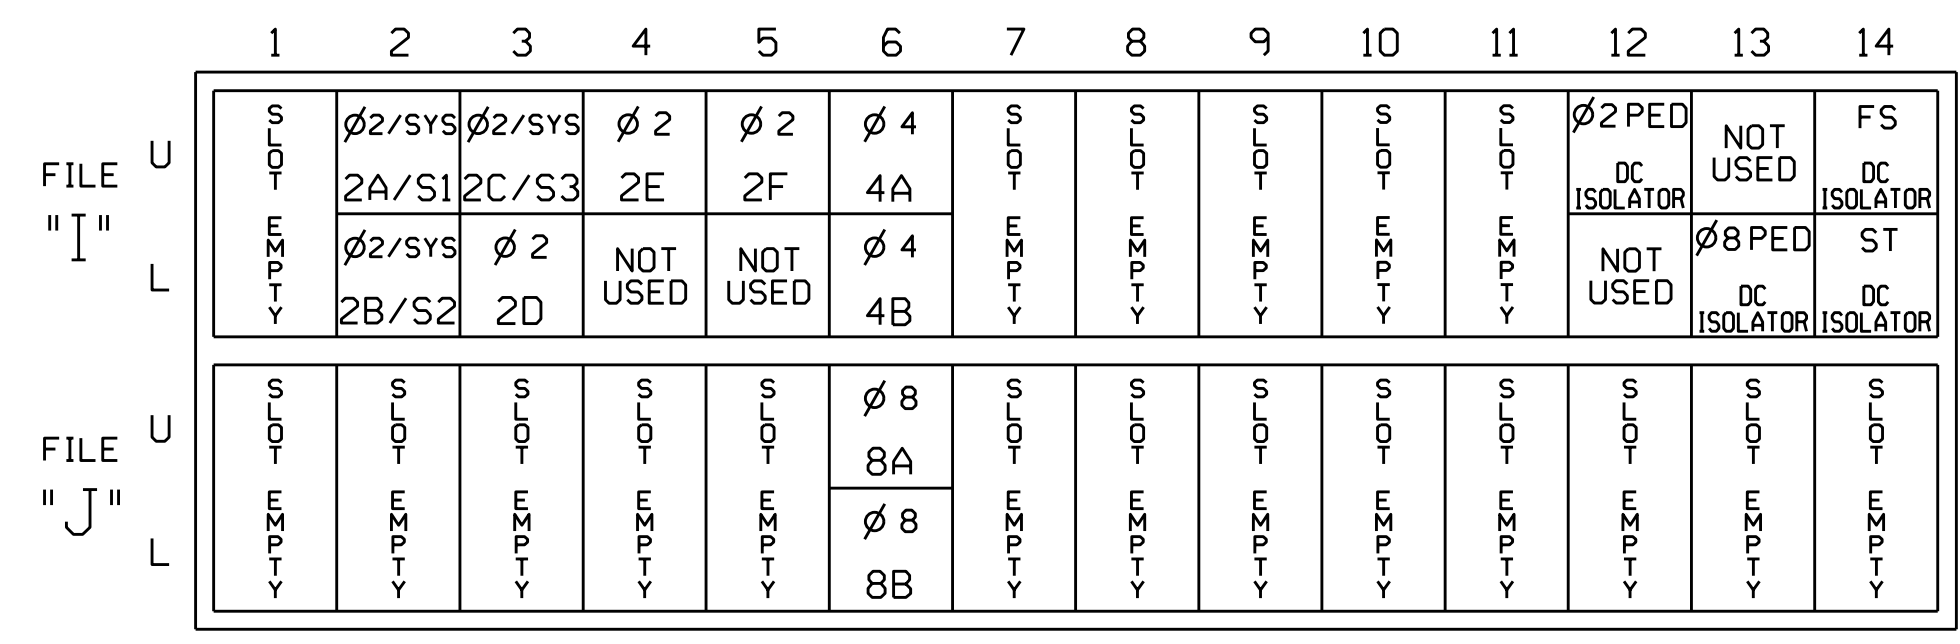 1 2 3 4 5 6 7 8 9 10 11 12 13 14
FILE
"I"
U
L
SLOT EMPTY
Ø2/SYS
2A/S1
Ø2/SYS
2B/S2
Ø2/SYS
2C/S3
Ø 2
2D
Ø 2
2E
NOT
USED
Ø 2
2F
NOT
USED
Ø 4
4A
Ø 4
4B
SLOT EMPTY
SLOT EMPTY
SLOT EMPTY
SLOT EMPTY
SLOT EMPTY
Ø2 PED
DC
ISOLATOR
NOT
USED
NOT
USED
Ø8 PED
DC
ISOLATOR
FS
DC
ISOLATOR
ST
DC
ISOLATOR
FILE
"J"
U
L
SLOT EMPTY
SLOT EMPTY
SLOT EMPTY
SLOT EMPTY
SLOT EMPTY
Ø 8
8A
Ø 8
8B
SLOT EMPTY
SLOT EMPTY
SLOT EMPTY
SLOT EMPTY
SLOT EMPTY
SLOT EMPTY
SLOT EMPTY
SLOT EMPTY